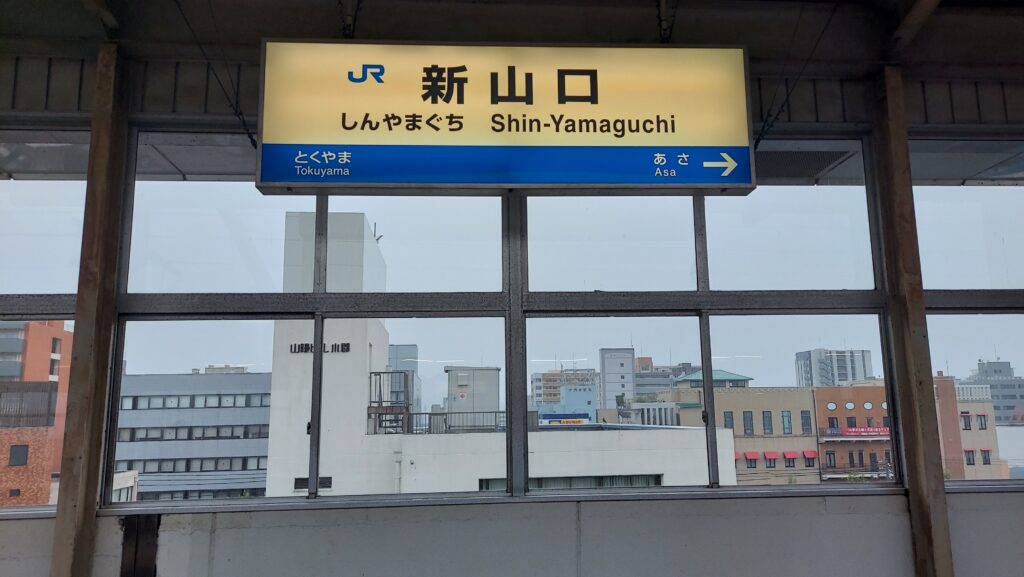 JR 新山口
しんやまぐち Shin-Yamaguchi
とくやま
Tokuyama
あさ
Asa